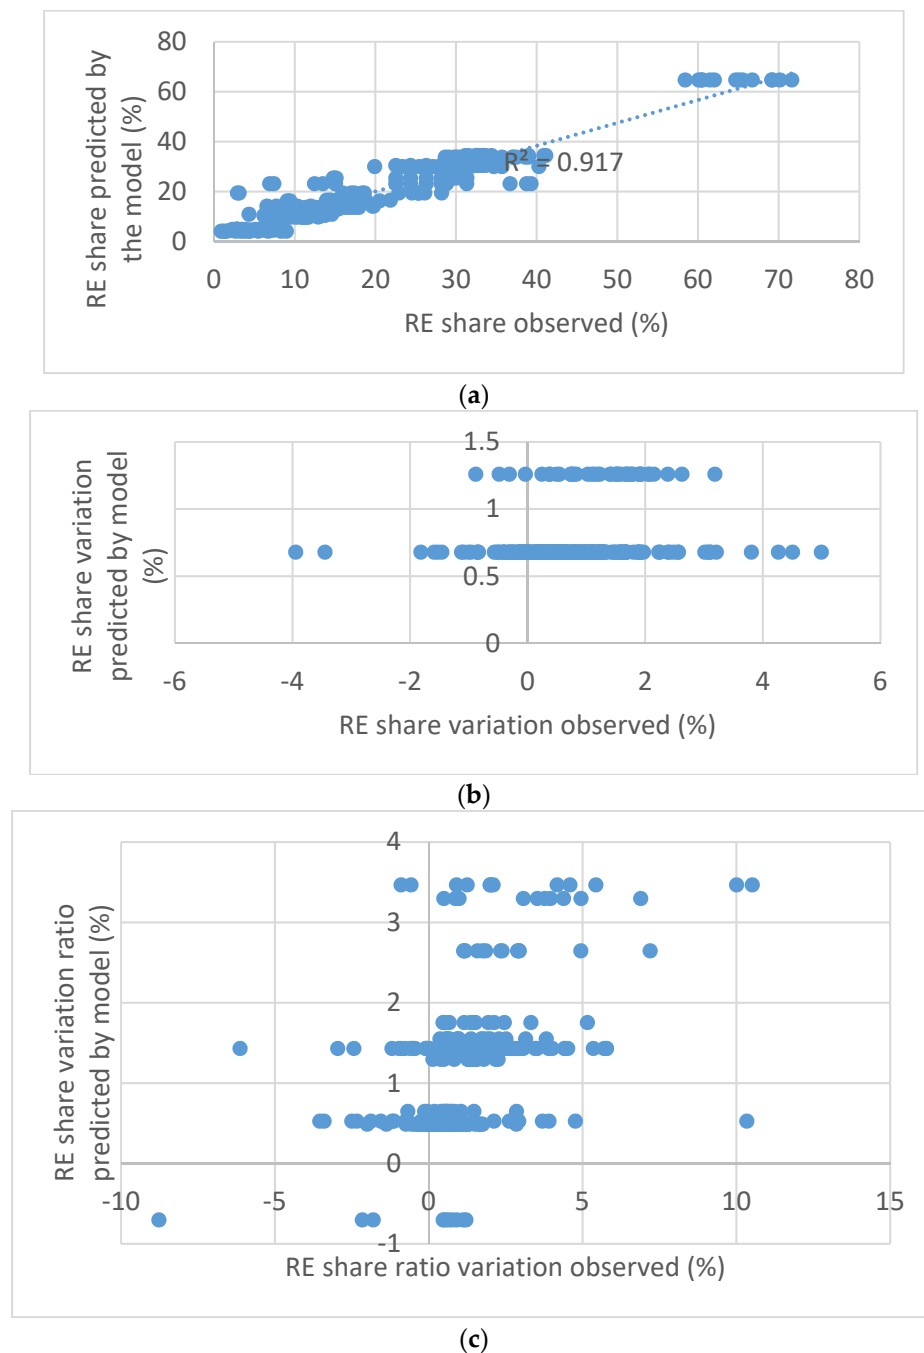 RE share predicted by
the model (%)
80
60
40
20
0
R² = 0.917
0 10 20 30 40 50 60 70 80
RE share observed (%)
(a)
RE share variation
predicted by model
(%)
1.5
1
0.5
0
-6 -4 -2 0 2 4 6
RE share variation observed (%)
(b)
RE share variation ratio
predicted by model (%)
4
3
2
1
0
-10 -5 0 5 10 15
-1
RE share ratio variation observed (%)
(c)